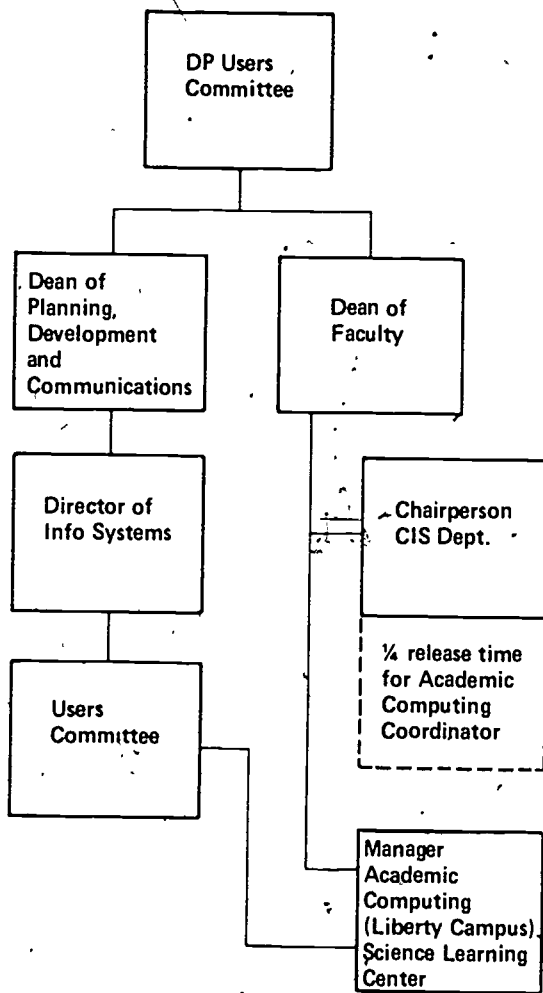 DP Users
Committee
Dean of
Planning,
Development
and
Communications
Dean of
Faculty
Director of
Info Systems
Chairperson
CIS Dept.
¼ release time
for Academic
Computing
Coordinator
Users
Committee
Manager
Academic
Computing
(Liberty Campus)
Science Learning
Center